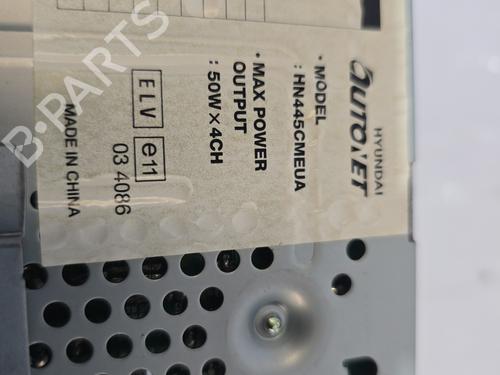 HYUNDAI
AUTONET
• MODEL
: HN445CMEUA
• MAX POWER
OUTPUT
: 50W×4CH
ELV
e11
03 4086
MADE IN CHINA
B-PARTS